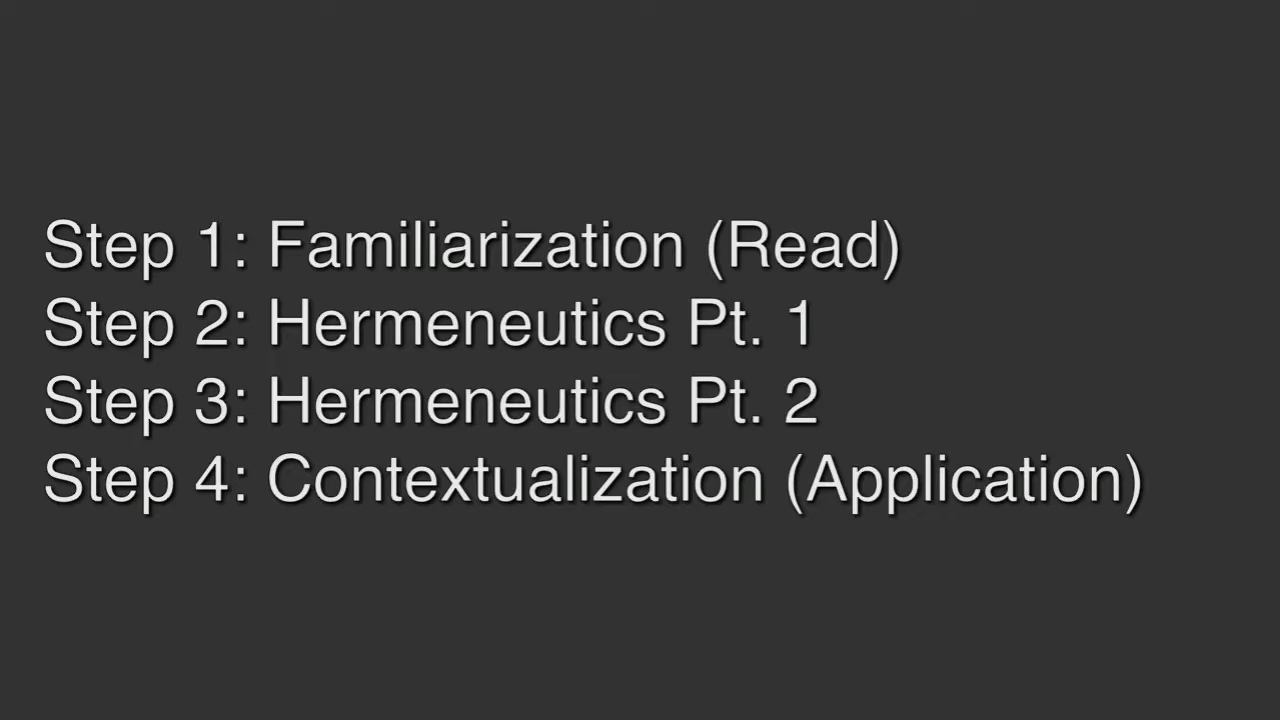 Step 1: Familiarization (Read)
Step 2: Hermeneutics Pt. 1
Step 3: Hermeneutics Pt. 2
Step 4: Contextualization (Application)